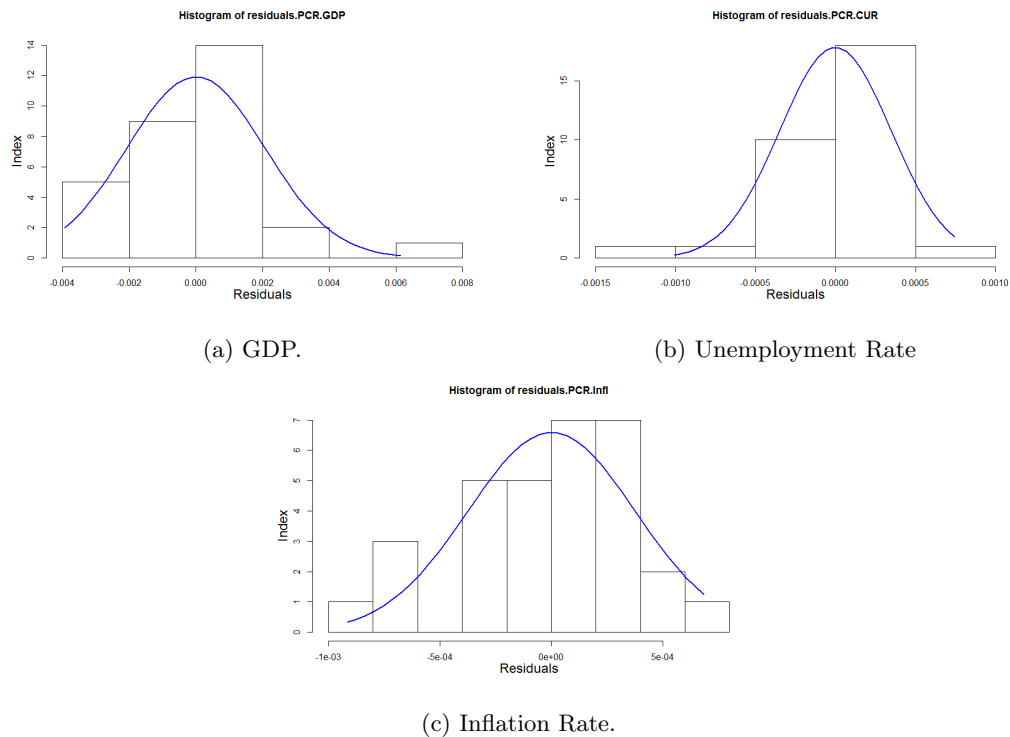 Histogram of residuals.PCR.GDP
Index
14
12
10
8
6
4
2
0
-0.004 -0.002 0.000 0.002 0.004 0.006 0.008
Residuals
(a) GDP.
Histogram of residuals.PCR.CUR
Index
15
10
5
0
-0.0015 -0.0010 -0.0005 0.0000 0.0005 0.0010
Residuals
(b) Unemployment Rate
Histogram of residuals.PCR.Infl
Index
7
6
5
4
3
2
1
0
-1e-03 -5e-04 0e+00 5e-04
Residuals
(c) Inflation Rate.